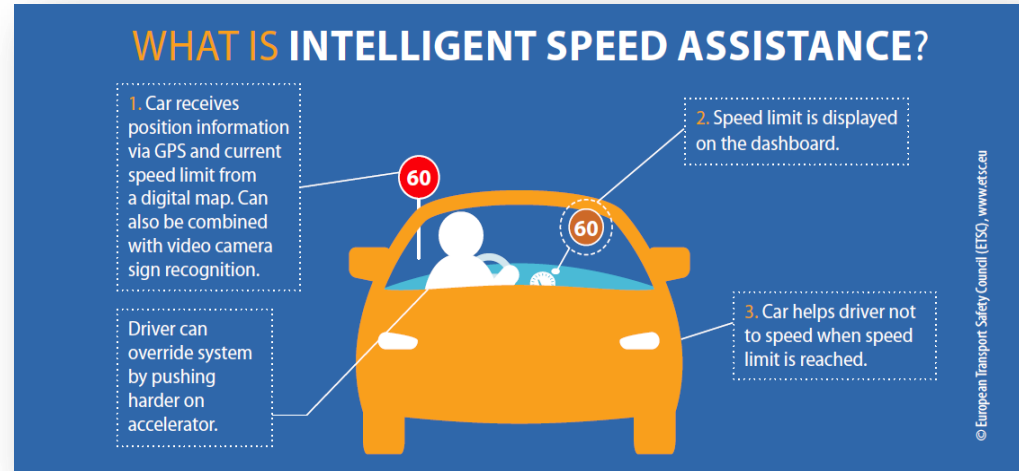 WHAT IS INTELLIGENT SPEED ASSISTANCE?
1. Car receives
position information
via GPS and current
speed limit from
a digital map. Can
also be combined
with video camera
sign recognition.
60
2. Speed limit is displayed
on the dashboard.
60
Driver can
override system
by pushing
harder on
accelerator.
3. Car helps driver not
to speed when speed
limit is reached.
© European Transport Safety Council (ETSC), www.etsc.eu